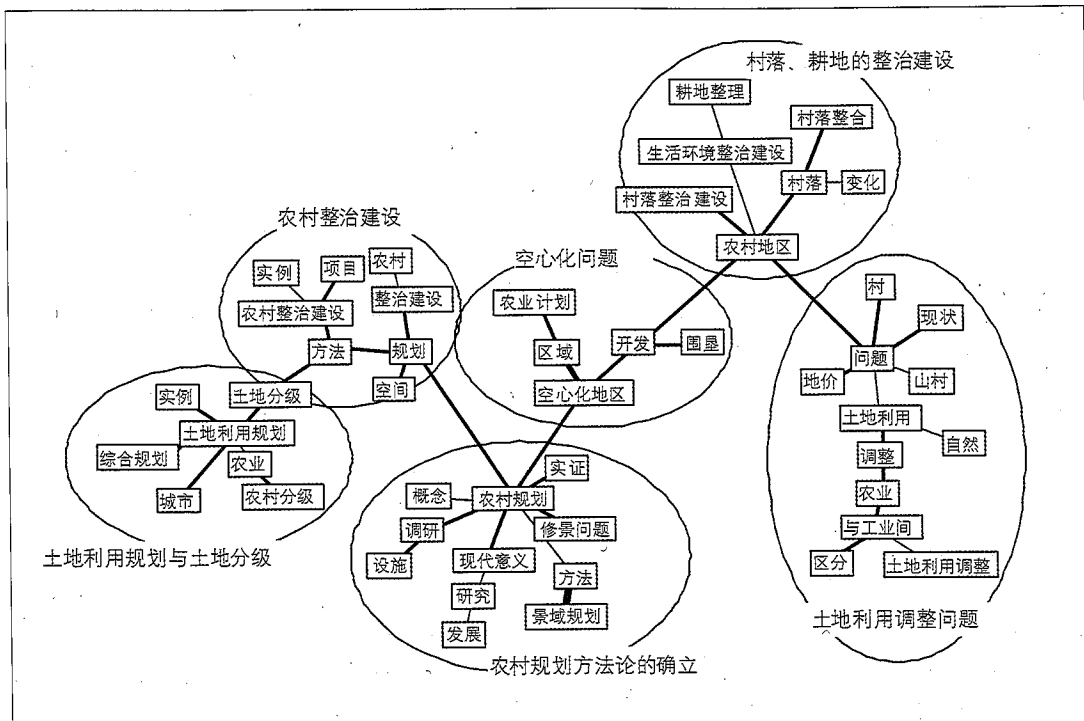 村落、耕地的整治建设
耕地整理
村落整合
生活环境整治建设
村落
变化
村落整治建设
农村地区
农村整治建设
实例
项目
农村
农村整治建设
整治建设
方法
规划
空间
空心化问题
农业计划
区域
开发
围垦
空心化地区
村
现状
问题
地价
山村
土地利用
自然
调整
农业
与工业间
区分
土地利用调整
土地利用调整问题
土地分级
实例
土地利用规划
综合规划
农业
城市
农村分级
土地利用规划与土地分级
实证
概念
农村规划
调研
修景问题
设施
现代意义
方法
研究
景域规划
发展
农村规划方法论的确立